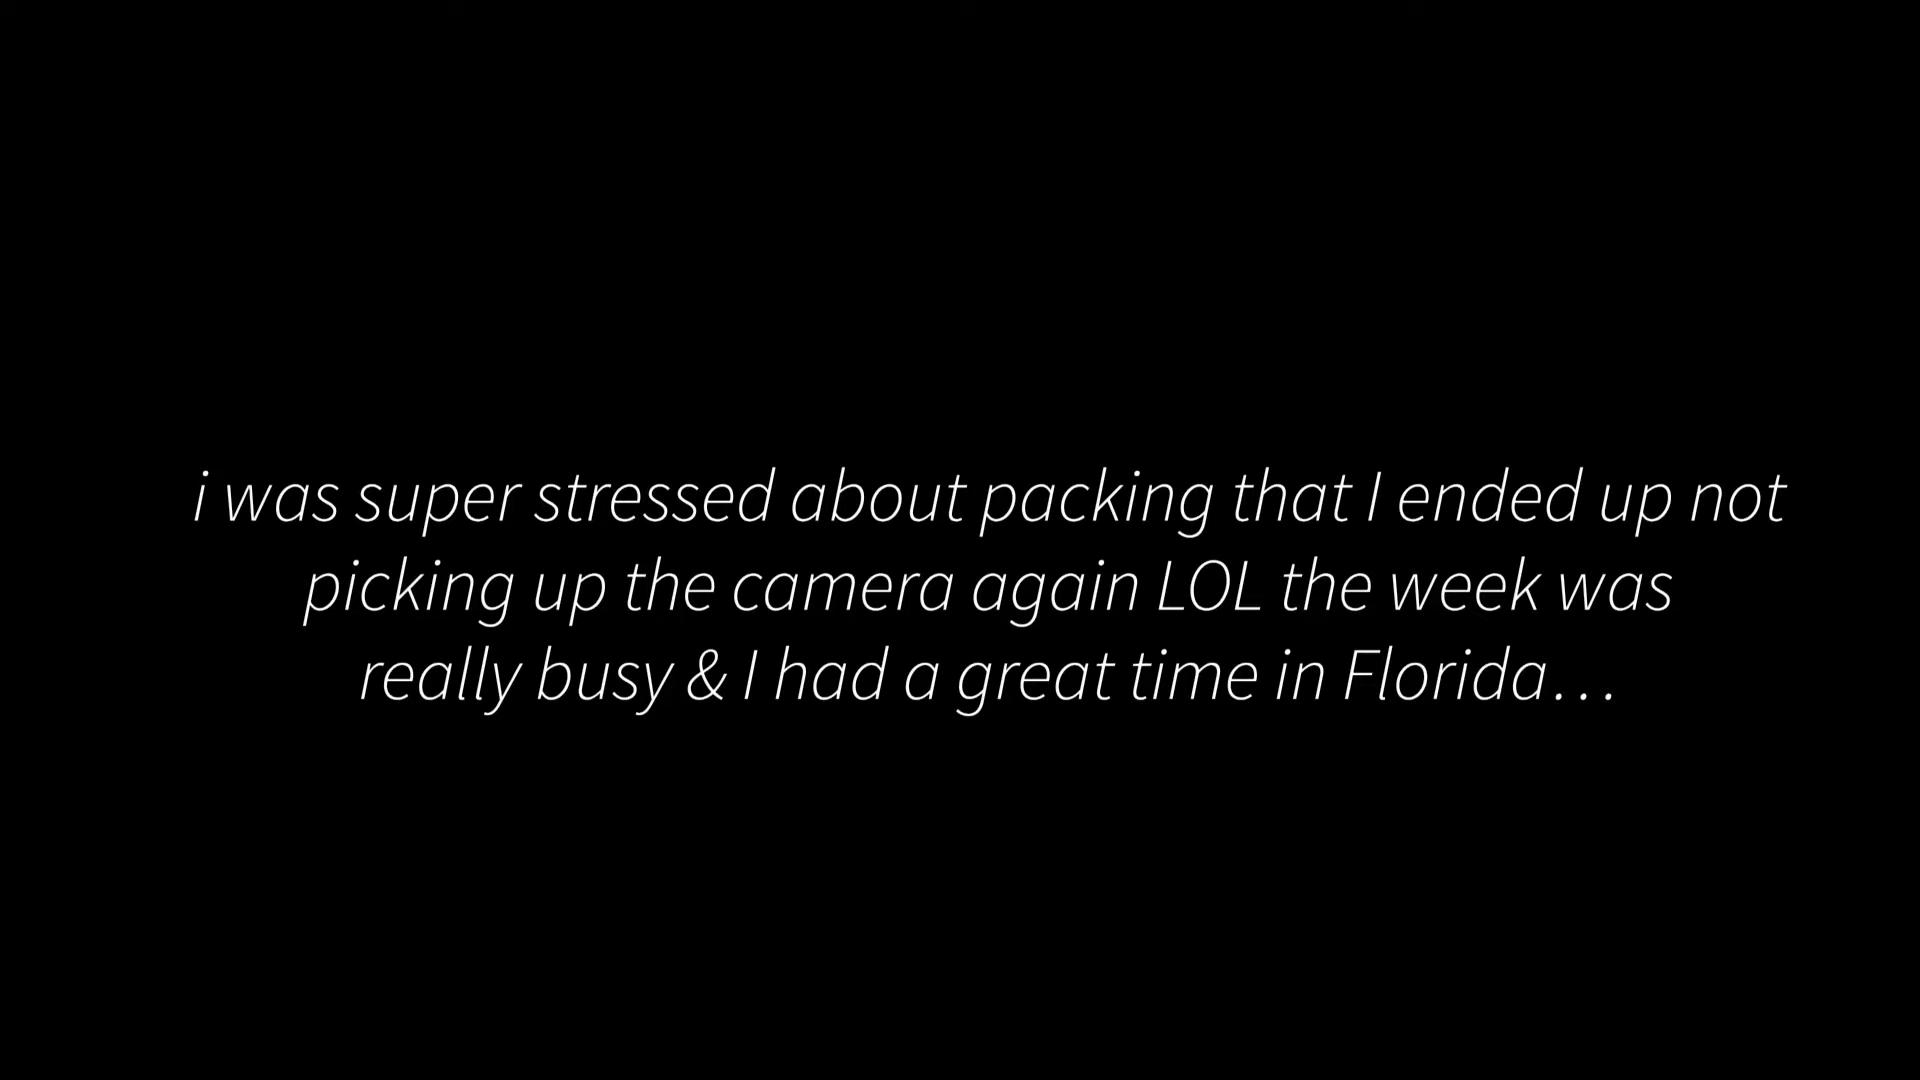 i was super stressed about packing that I ended up not
picking up the camera again LOL the week was
really busy & I had a great time in Florida…